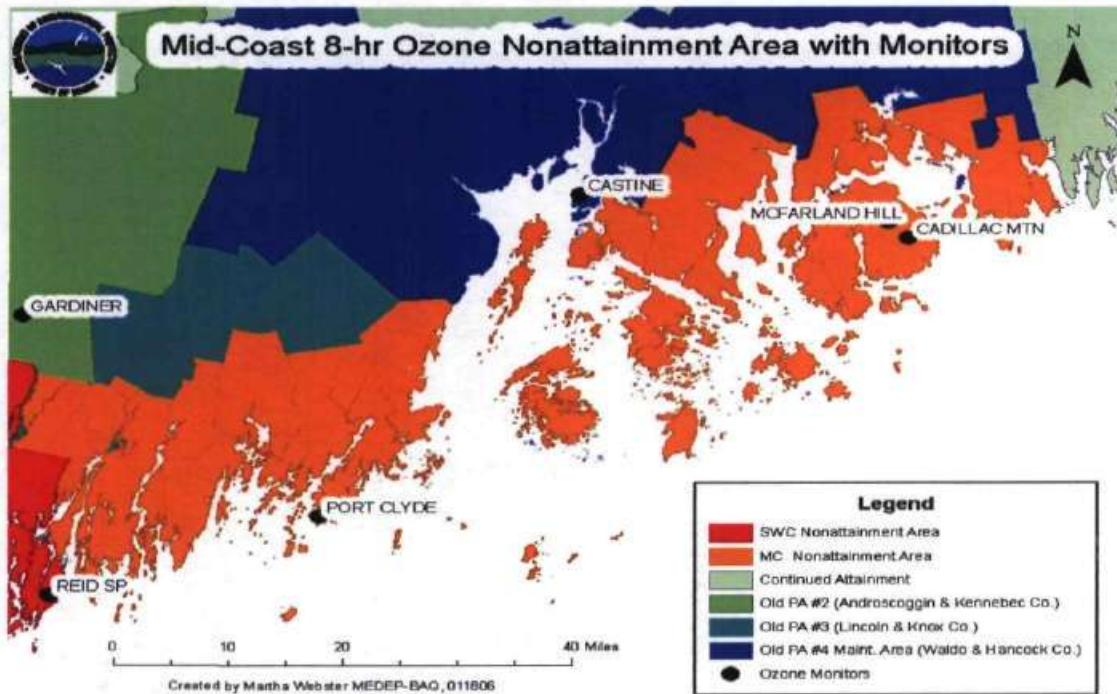 Mid-Coast 8-hr Ozone Nonattainment Area with Monitors
N
CASTINE
MCFARLAND HILL
CADILLAC MTN
GARDINER
PORT CLYDE
REID SP
Legend
SWC Nonattainment Area
MC Nonattainment Area
Continued Attainment
Old PA #2 (Androscoggin & Kennebec Co.)
Old PA #3 (Lincoln & Knox Co.)
Old PA #4 Maint. Area (Waldo & Hancock Co.)
Ozone Monitors
0 10 20 40 Miles
Created by Martha Webster MEDEP-BAQ, 011806